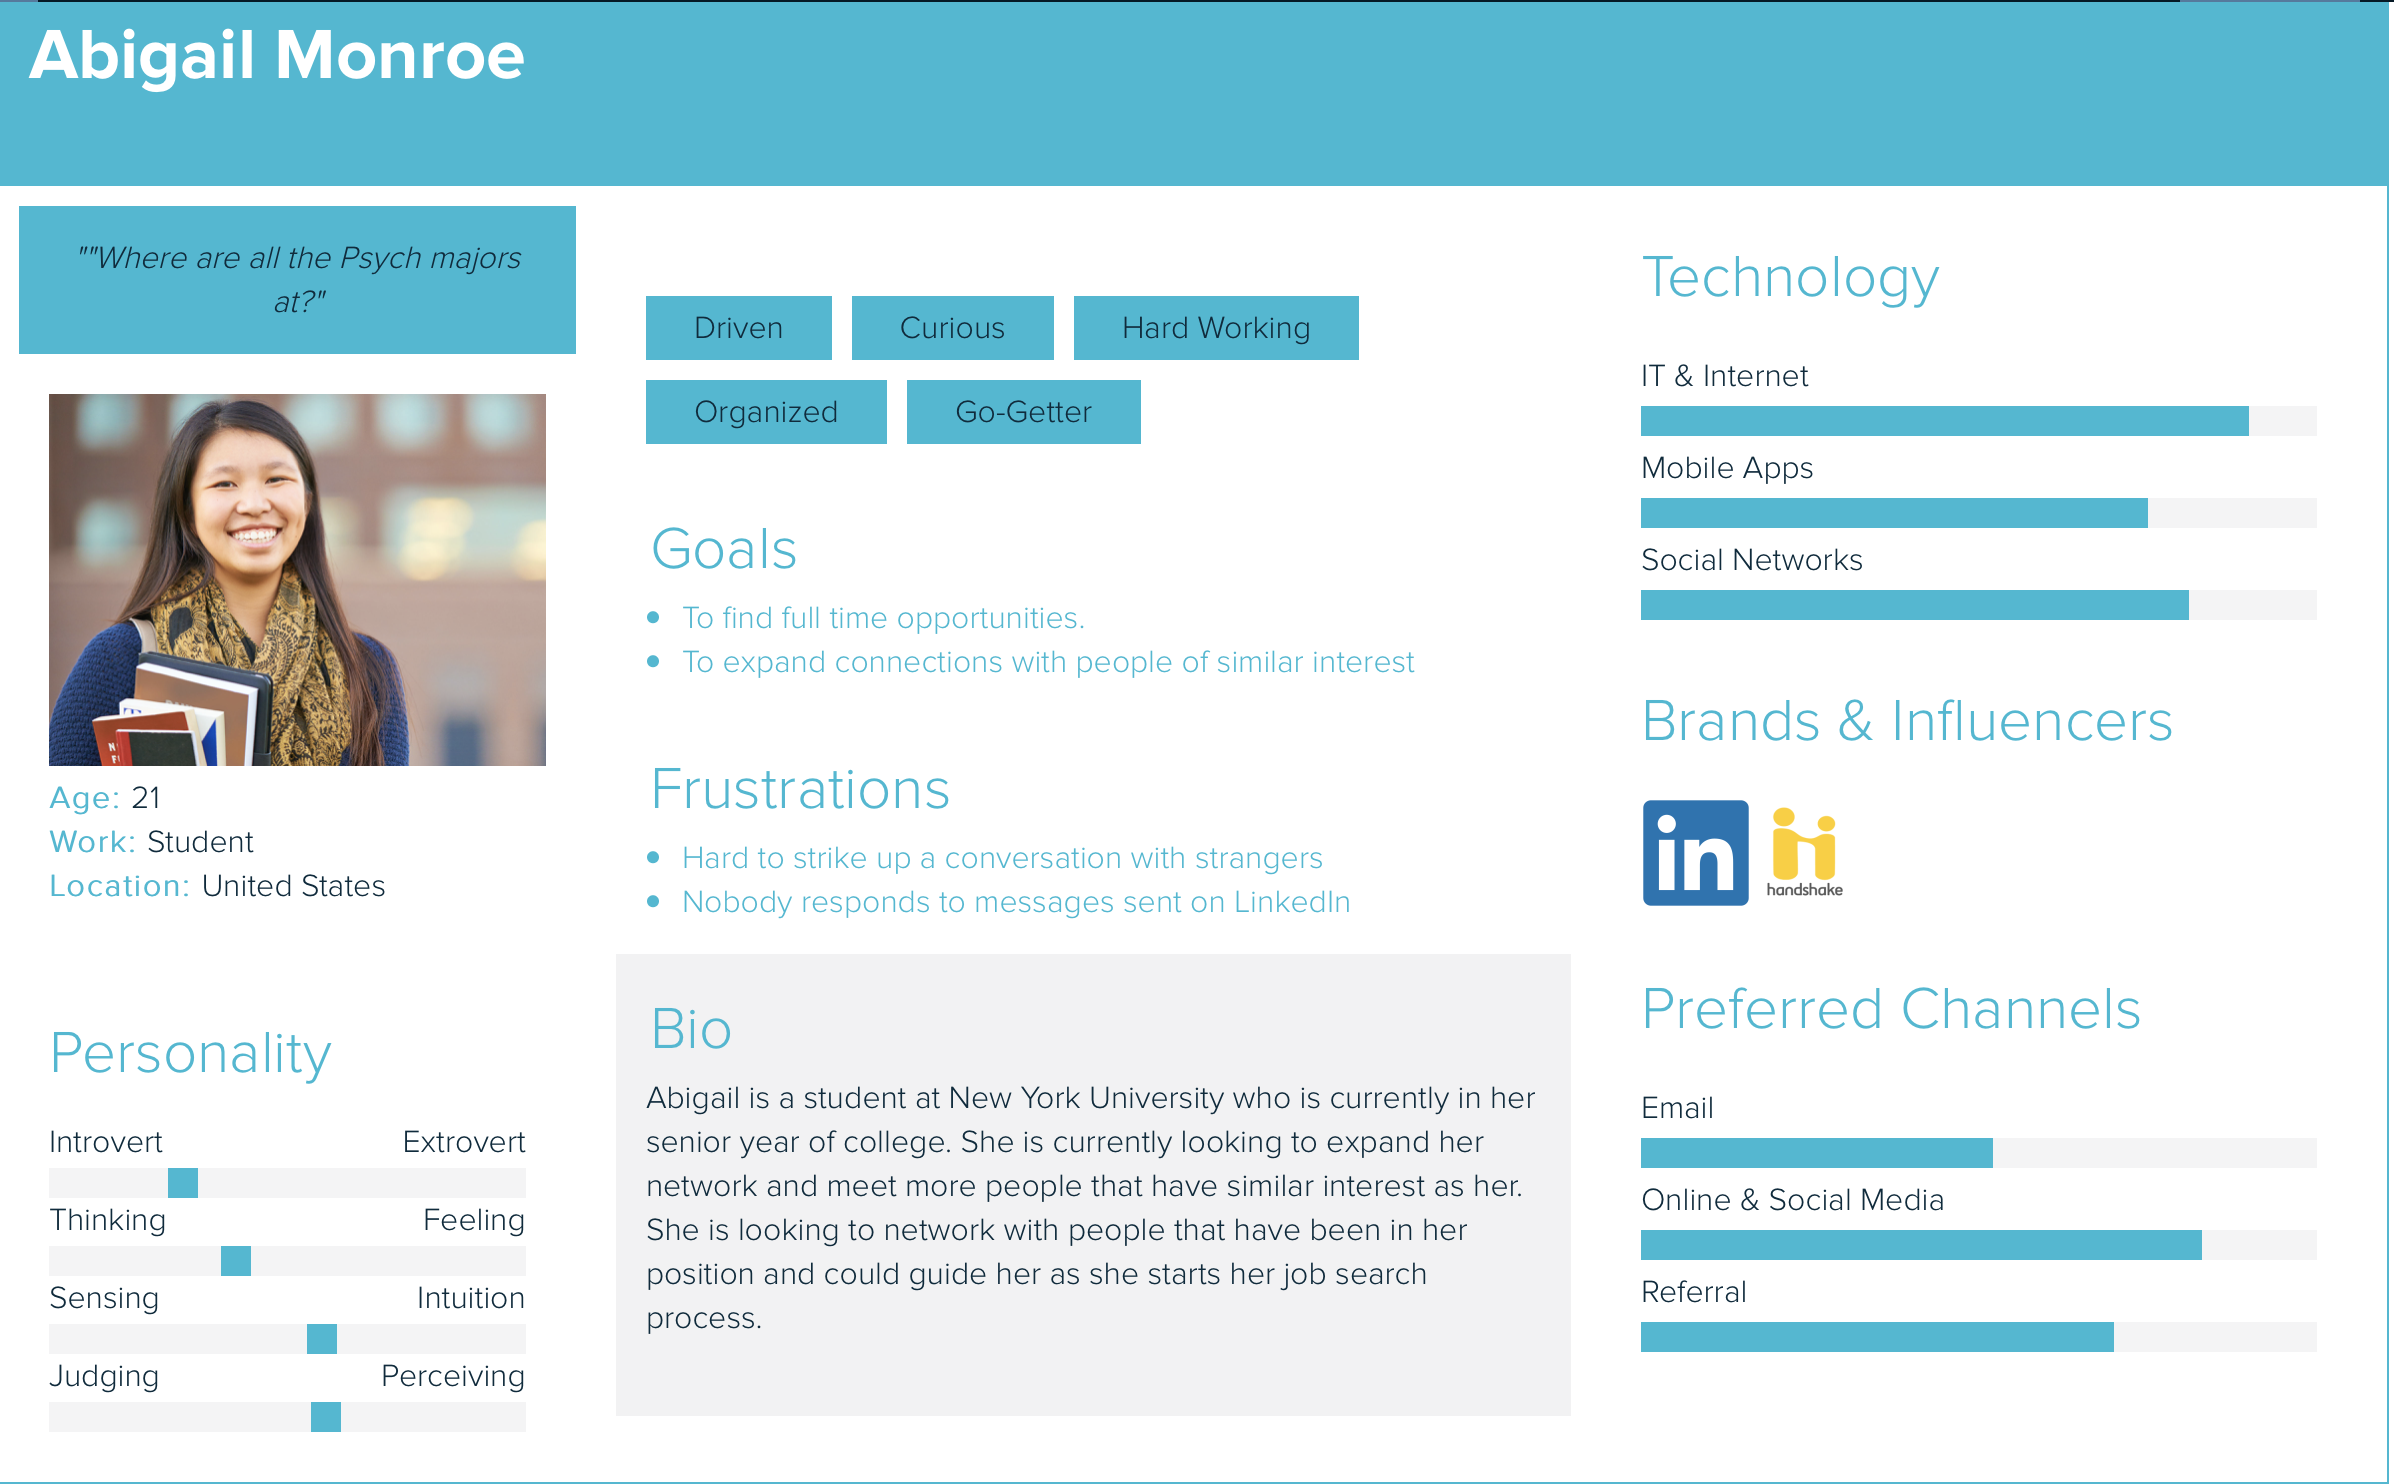 Abigail Monroe
""Where are all the Psych majors
at?"
Age: 21
Work: Student
Location: United States
Personality
Introvert Extrovert
Thinking Feeling
Sensing Intuition
Judging Perceiving
Driven Curious Hard Working
Organized Go-Getter
Goals
To find full time opportunities.
To expand connections with people of similar interest
Frustrations
Hard to strike up a conversation with strangers
Nobody responds to messages sent on LinkedIn
Bio
Abigail is a student at New York University who is currently in her
senior year of college. She is currently looking to expand her
network and meet more people that have similar interest as her.
She is looking to network with people that have been in her
position and could guide her as she starts her job search
process.
Technology
IT & Internet
Mobile Apps
Social Networks
Brands & Influencers
in
handshake
Preferred Channels
Email
Online & Social Media
Referral